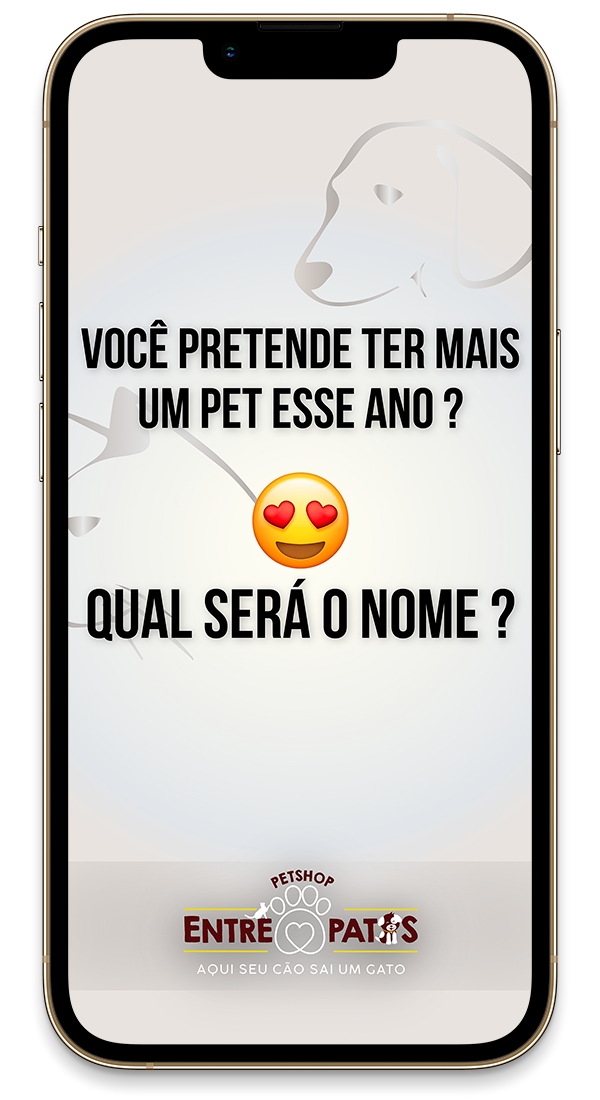 VOCÊ PRETENDE TER MAIS
UM PET ESSE ANO ?
QUAL SERÁ O NOME ?
PETSHOP
ENTRE PATAS
AQUI SEU CÃO SAI UM GATO